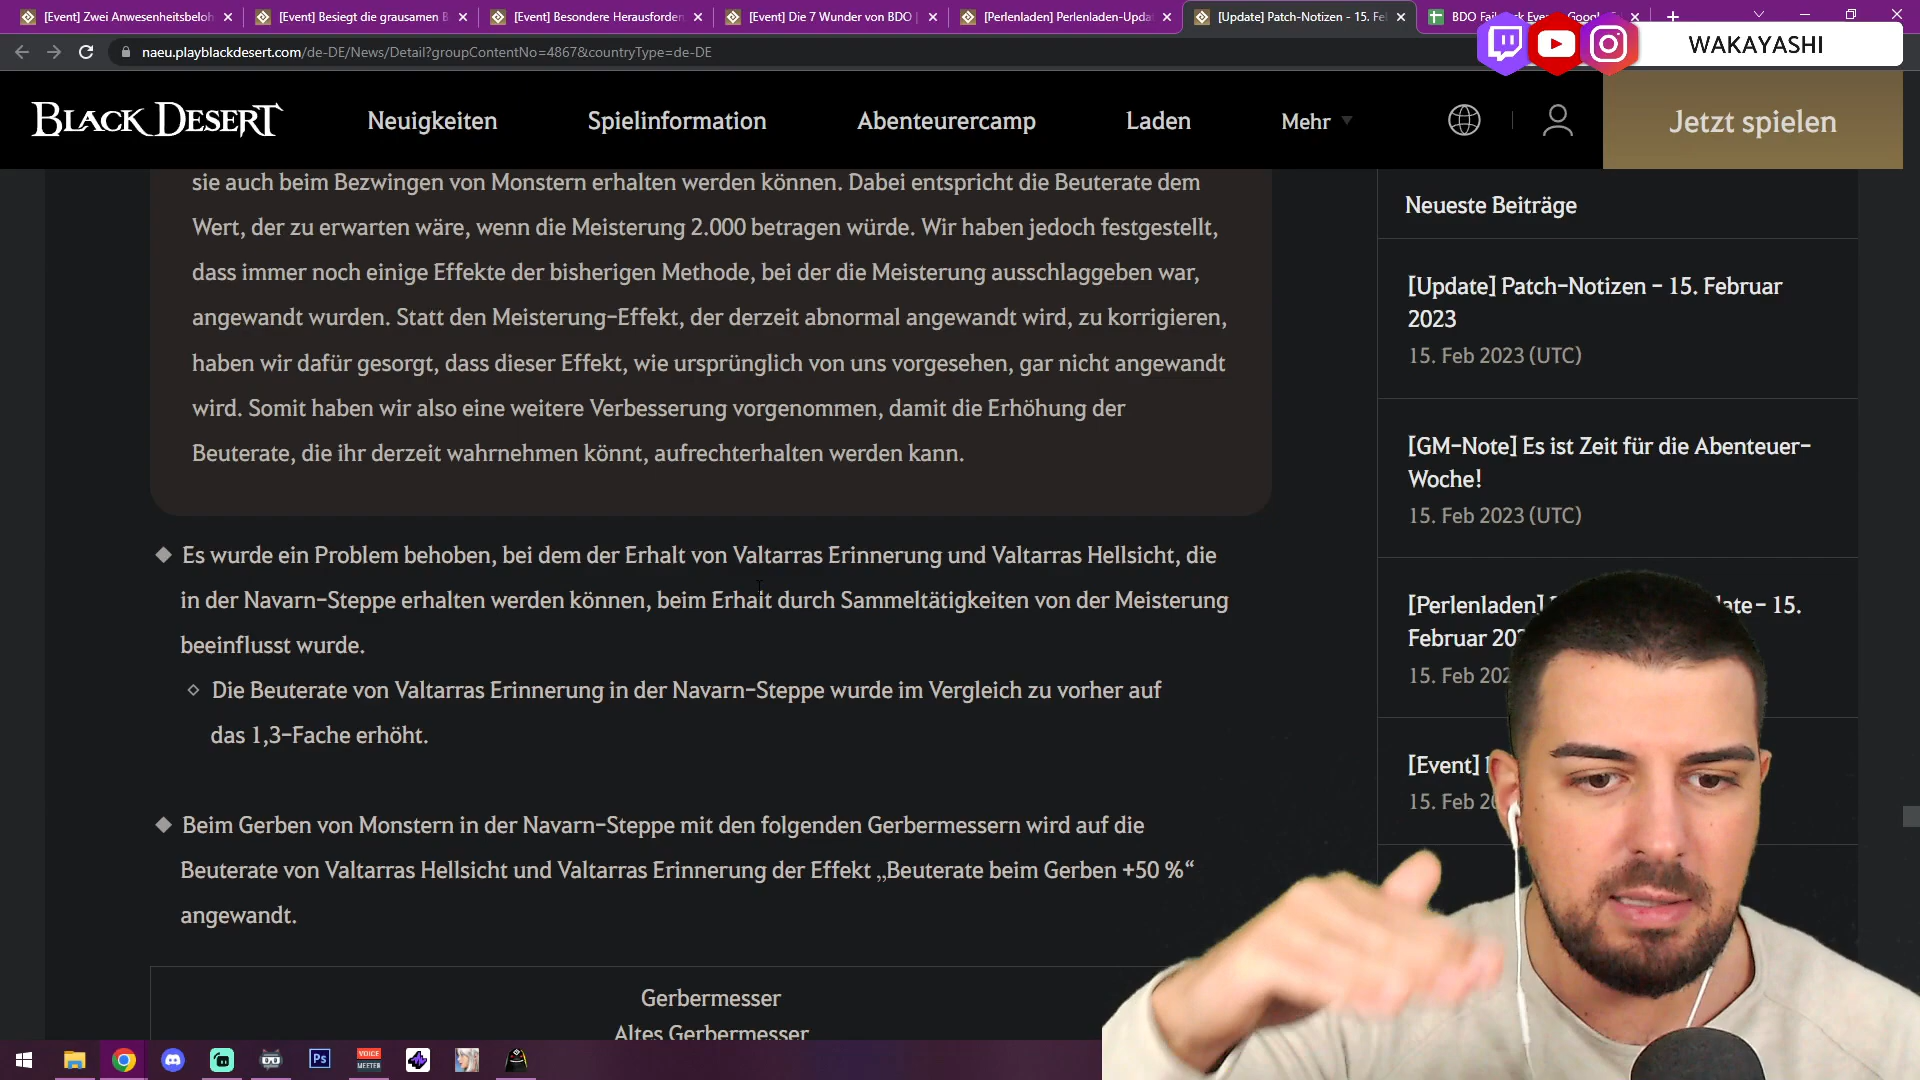 [Event] Zwei Anwesenheitsbeloh
[Event] Besiegt die grausamen B
[Event] Besondere Herausforden
[Event] Die 7 Wunder von BDO |
[Perlenladen] Perlenladen-Upda
[Update] Patch-Notizen - 15. Fe
naeu.playblackdesert.com/de-DE/News/Detail?groupContentNo=4867&countryType=de-DE
WAKAYASHI
BLACK DESERT
Neuigkeiten
Spielinformation
Abenteurercamp
Laden
Mehr
Jetzt spielen
sie auch beim Bezwingen von Monstern erhalten werden können. Dabei entspricht die Beuterate dem
Wert, der zu erwarten wäre, wenn die Meisterung 2.000 betragen würde. Wir haben jedoch festgestellt,
dass immer noch einige Effekte der bisherigen Methode, bei der die Meisterung ausschlaggeben war,
angewandt wurden. Statt den Meisterung-Effekt, der derzeit abnormal angewandt wird, zu korrigieren,
haben wir dafür gesorgt, dass dieser Effekt, wie ursprünglich von uns vorgesehen, gar nicht angewandt
wird. Somit haben wir also eine weitere Verbesserung vorgenommen, damit die Erhöhung der
Beuterate, die ihr derzeit wahrnehmen könnt, aufrechterhalten werden kann.
◆ Es wurde ein Problem behoben, bei dem der Erhalt von Valtarras Erinnerung und Valtarras Hellsicht, die
in der Navarn-Steppe erhalten werden können, beim Erhalt durch Sammeltätigkeiten von der Meisterung
beeinflusst wurde.
◇ Die Beuterate von Valtarras Erinnerung in der Navarn-Steppe wurde im Vergleich zu vorher auf
das 1,3-Fache erhöht.
◆ Beim Gerben von Monstern in der Navarn-Steppe mit den folgenden Gerbermessern wird auf die
Beuterate von Valtarras Hellsicht und Valtarras Erinnerung der Effekt „Beuterate beim Gerben +50 %“
angewandt.
Gerbermesser
Altes Gerbermesser
Neueste Beiträge
[Update] Patch-Notizen - 15. Februar
2023
15. Feb 2023 (UTC)
[GM-Note] Es ist Zeit für die Abenteuer-
Woche!
15. Feb 2023 (UTC)
[Perlenladen] ate - 15.
Februar 202
15. Feb 202
[Event]
15. Feb 20
Ps
VOICE
MEETER